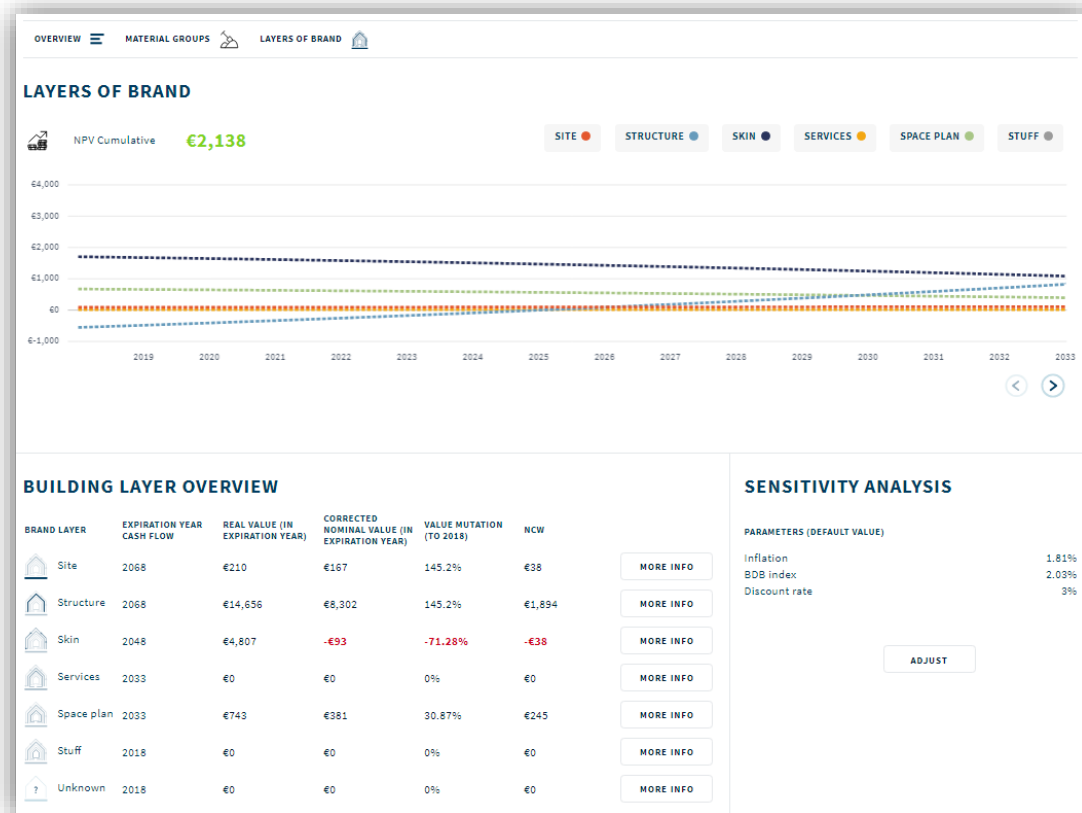 OVERVIEW MATERIAL GROUPS LAYERS OF BRAND
LAYERS OF BRAND
NPV Cumulative €2,138 SITE STRUCTURE SKIN SERVICES SPACE PLAN STUFF
€4,000
€3,000
€2,000
€1,000
€0
€-1,000
2019 2020 2021 2022 2023 2024 2025 2026 2027 2028 2029 2030 2031 2032 2033
BUILDING LAYER OVERVIEW
BRAND LAYER EXPIRATION YEAR CASH FLOW REAL VALUE (IN EXPIRATION YEAR) CORRECTED NOMINAL VALUE (IN EXPIRATION YEAR) VALUE MUTATION (TO 2018) NCW
Site 2068 €210 €167 145.2% €38 MORE INFO
Structure 2068 €14,656 €8,302 145.2% €1,894 MORE INFO
Skin 2048 €4,807 -€93 -71.28% -€38 MORE INFO
Services 2033 €0 €0 0% €0 MORE INFO
Space plan 2033 €743 €381 30.87% €245 MORE INFO
Stuff 2018 €0 €0 0% €0 MORE INFO
? Unknown 2018 €0 €0 0% €0 MORE INFO
SENSITIVITY ANALYSIS
PARAMETERS (DEFAULT VALUE)
Inflation 1.81%
BDB index 2.03%
Discount rate 3%
ADJUST